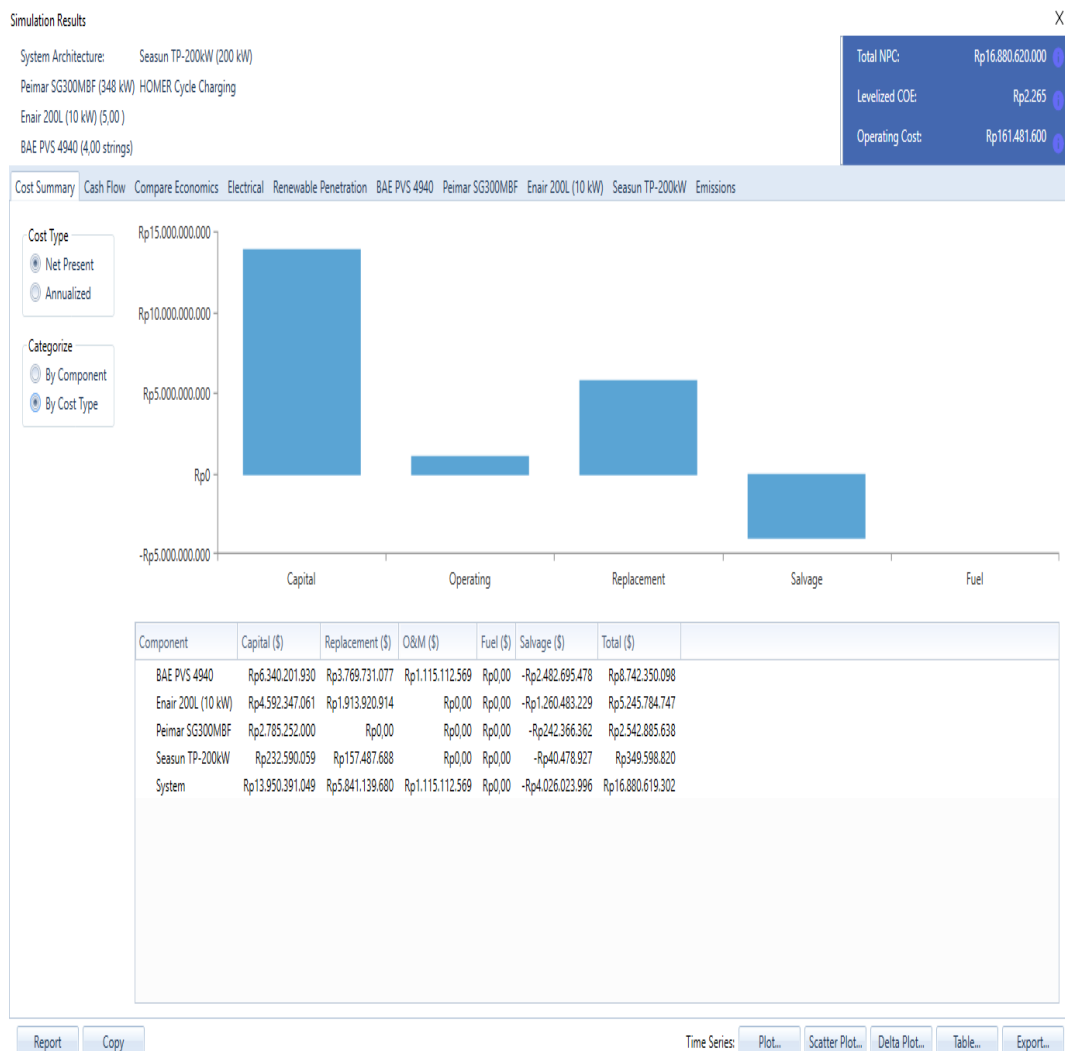 Simulation Results X
System Architecture: Seasun TP-200kW (200 kW)
Peimar SG300MBF (348 kW) HOMER Cycle Charging
Enair 200L (10 kW) (5,00 )
BAE PVS 4940 (4,00 strings)
Total NPC: Rp16.880.620.000
Levelized COE: Rp2.265
Operating Cost: Rp161.481.600
Cost Summary Cash Flow Compare Economics Electrical Renewable Penetration BAE PVS 4940 Peimar SG300MBF Enair 200L (10 kW) Seasun TP-200kW Emissions
Cost Type
Net Present
Annualized
Categorize
By Component
By Cost Type
Rp15.000.000.000
Rp10.000.000.000
Rp5.000.000.000
Rp0
-Rp5.000.000.000
Capital Operating Replacement Salvage Fuel
Component Capital ($) Replacement ($) O&M ($) Fuel ($) Salvage ($) Total ($)
BAE PVS 4940 Rp6.340.201.930 Rp3.769.731.077 Rp1.115.112.569 Rp0,00 -Rp2.482.695.478 Rp8.742.350.098
Enair 200L (10 kW) Rp4.592.347.061 Rp1.913.920.914 Rp0,00 Rp0,00 -Rp1.260.483.229 Rp5.245.784.747
Peimar SG300MBF Rp2.785.252.000 Rp0,00 Rp0,00 Rp0,00 -Rp242.366.362 Rp2.542.885.638
Seasun TP-200kW Rp232.590.059 Rp157.487.688 Rp0,00 Rp0,00 -Rp40.478.927 Rp349.598.820
System Rp13.950.391.049 Rp5.841.139.680 Rp1.115.112.569 Rp0,00 -Rp4.026.023.996 Rp16.880.619.302
Report Copy Time Series: Plot... Scatter Plot... Delta Plot... Table... Export...